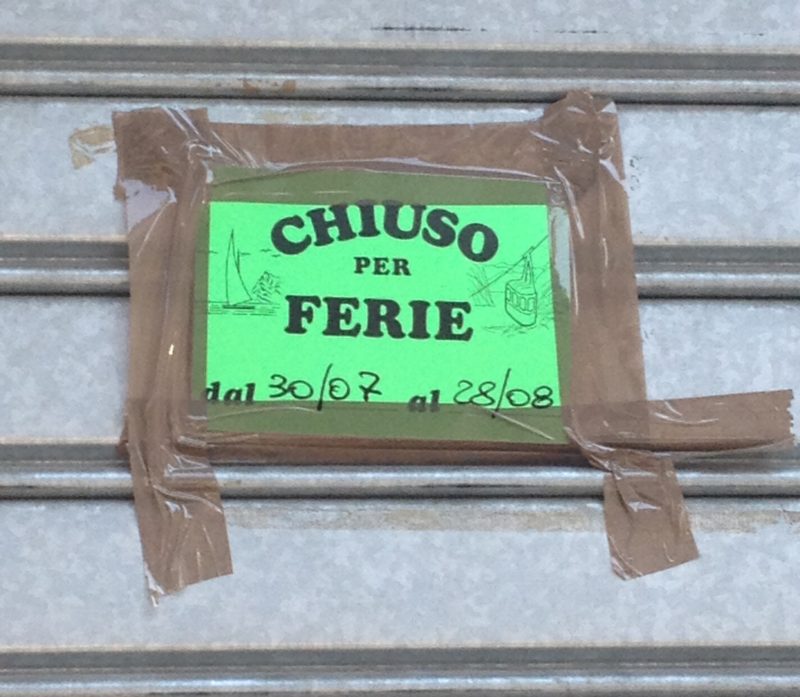 CHIUSO
PER
FERIE
dal 30/07 al 28/08